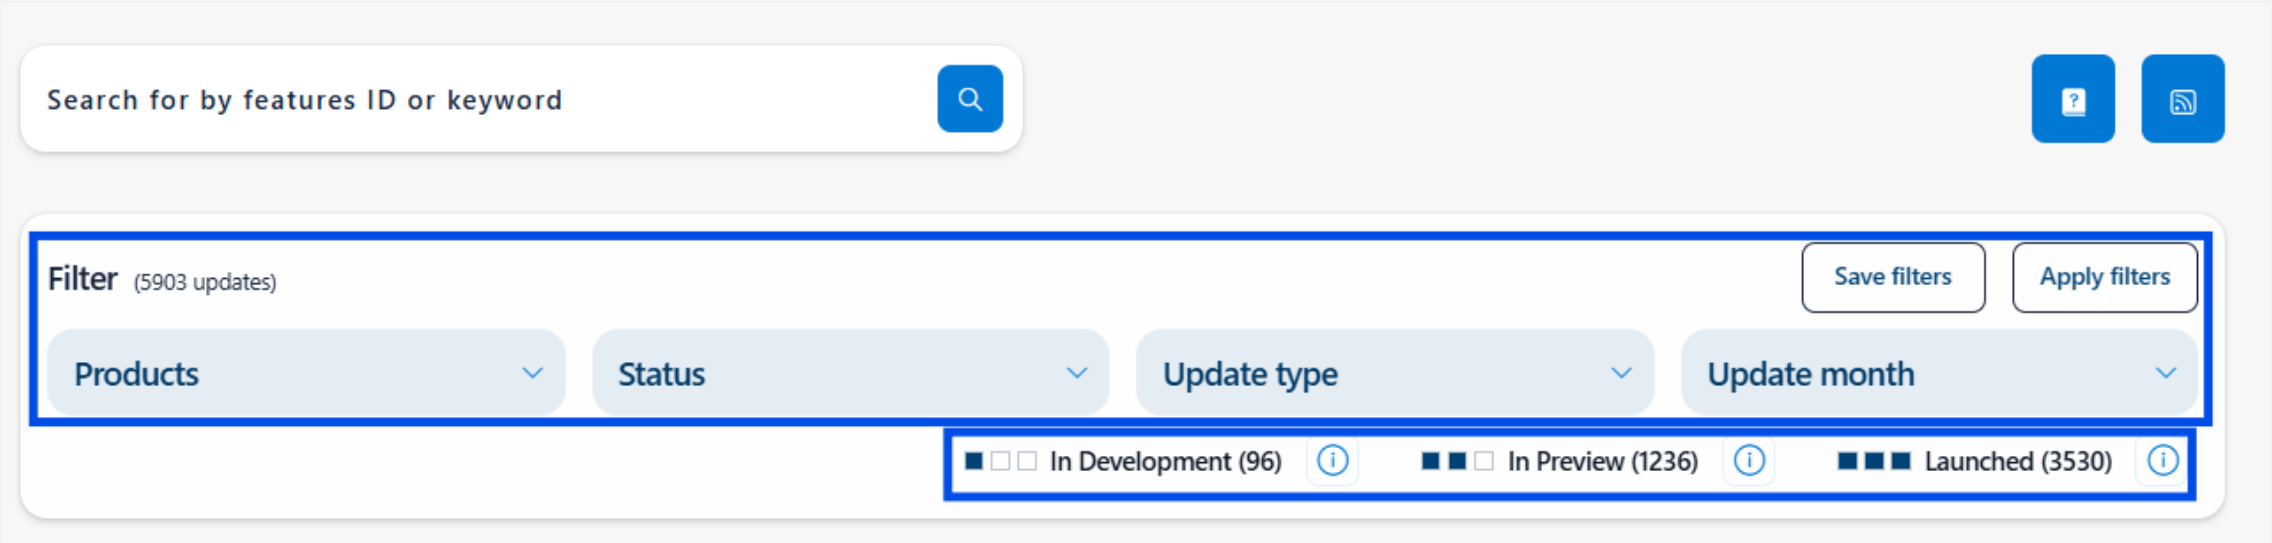 Search for by features ID or keyword
Filter (5903 updates)
Save filters
Apply filters
Products
Status
Update type
Update month
In Development (96)
In Preview (1236)
Launched (3530)